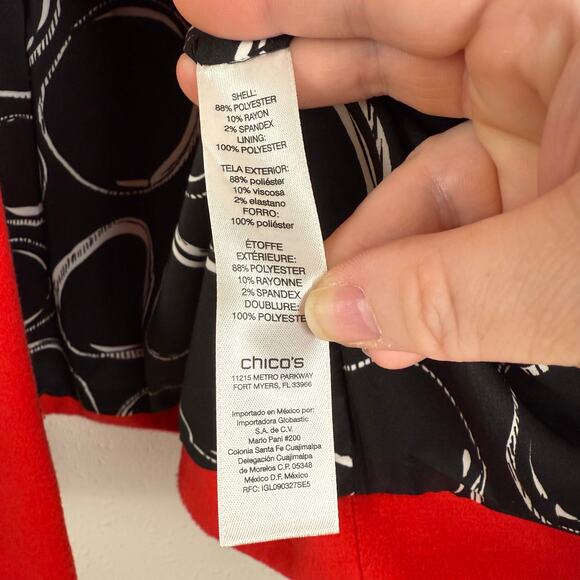 SHELL:
88% POLYESTER
10% RAYON
2% SPANDEX
LINING:
100% POLYESTER
TELA EXTERIOR:
88% poliéster
10% viscosa
2% elastano
FORRO:
100% poliéster
ÉTOFFE
EXTÉRIEURE:
88% POLYESTER
10% RAYONNE
2% SPANDEX
DOUBLURE:
100% POLYESTE
chico's
11215 METRO PARKWAY
FORT MYERS, FL 33966
Importado en México por:
Importadora Globastic
S.A. de C.V.
Mario Pani #200
Colonia Santa Fe Cuajimalpa
Delegación Cuajimalpa
de Morelos C.P. 05348
México D.F. México
RFC: IGL090327SE5